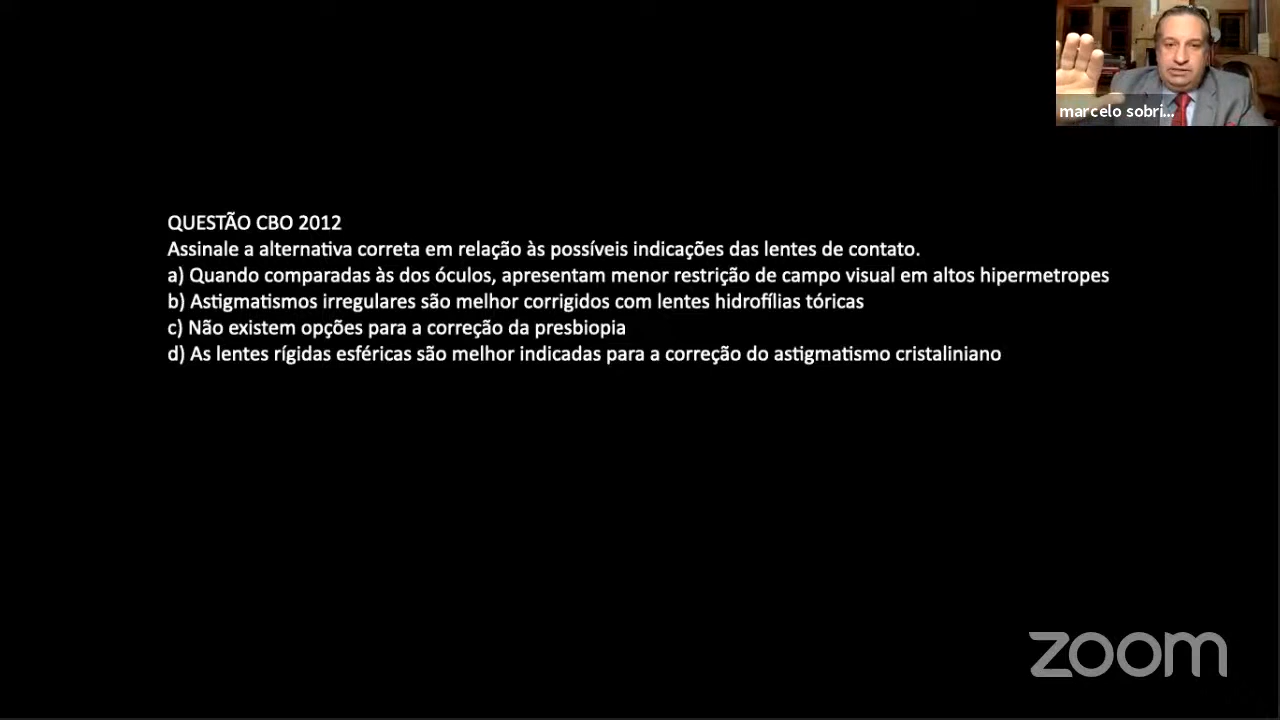 marcelo sobri...
QUESTÃO CBO 2012
Assinale a alternativa correta em relação às possíveis indicações das lentes de contato.
a) Quando comparadas às dos óculos, apresentam menor restrição de campo visual em altos hipermetropes
b) Astigmatismos irregulares são melhor corrigidos com lentes hidrofílias tóricas
c) Não existem opções para a correção da presbiopia
d) As lentes rígidas esféricas são melhor indicadas para a correção do astigmatismo cristaliniano
zoom